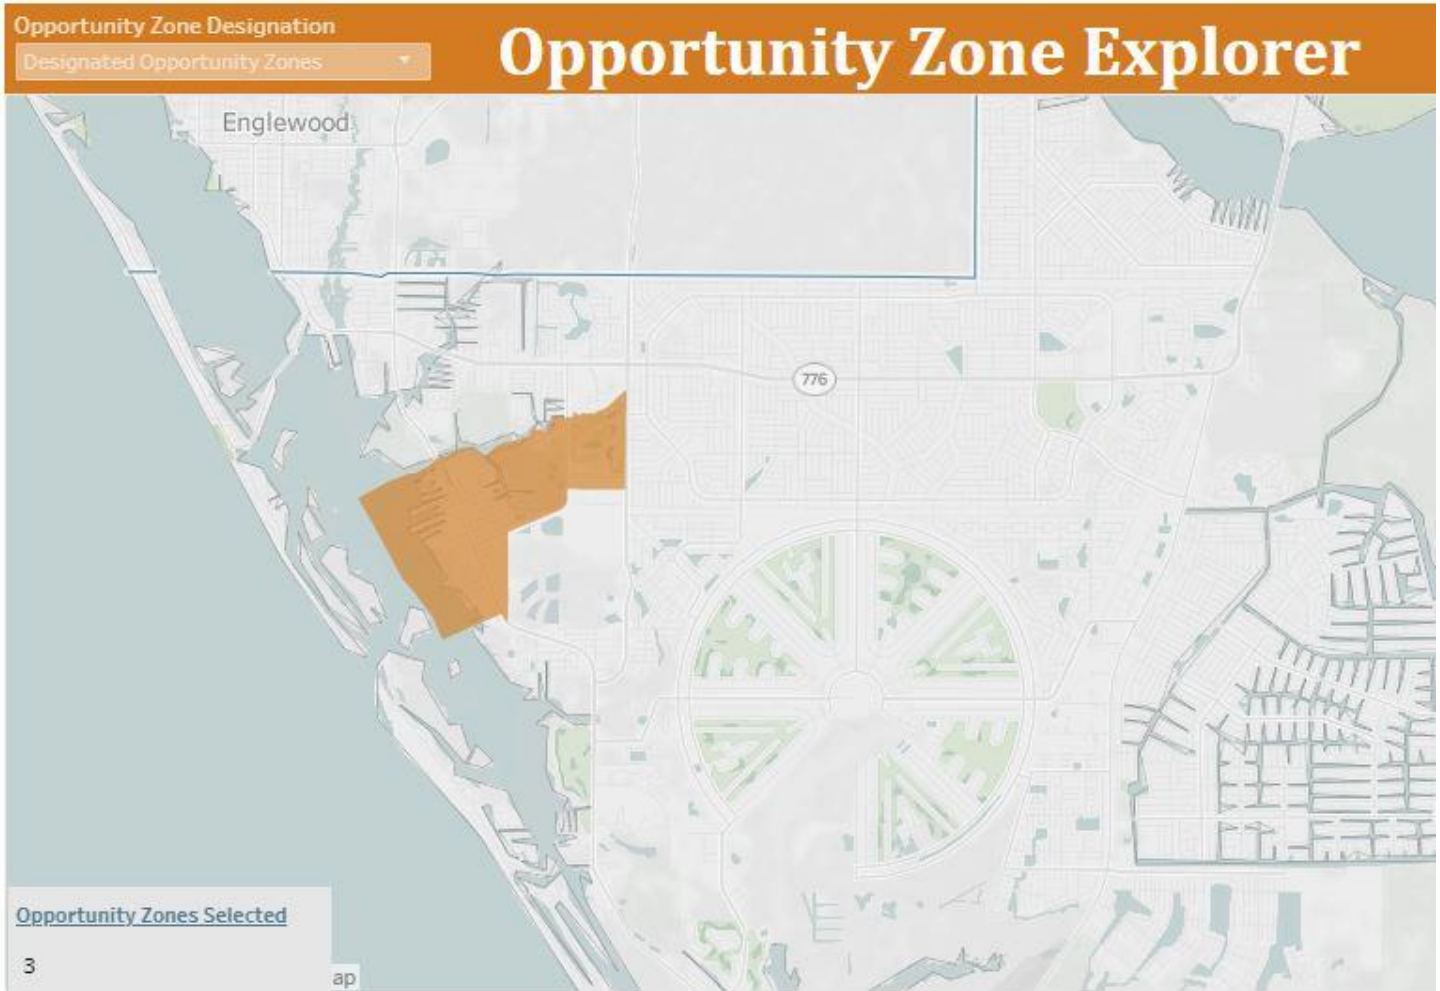 Opportunity Zone Designation
Designated Opportunity Zones
Opportunity Zone Explorer
Englewood
776
Opportunity Zones Selected
3
ap